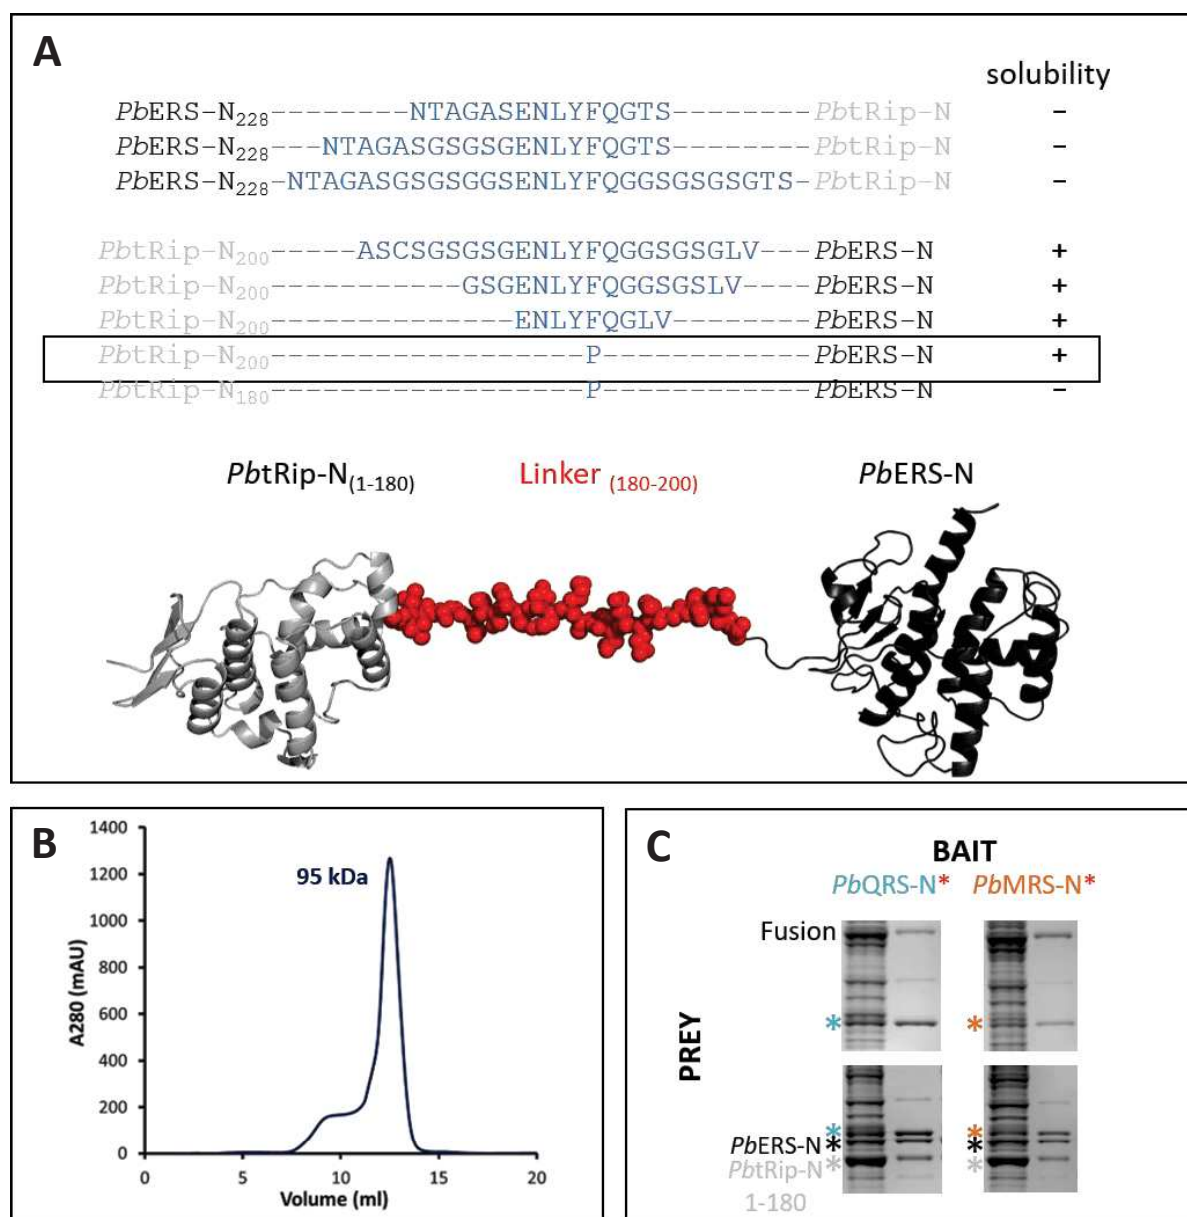 A
solubility
PbERS-N228--------NTAGASENLYFQGTS--------PbtRip-N –
PbERS-N228---NTAGASGSGSGENLYFQGTS--------PbtRip-N –
PbERS-N228-NTAGASGSGSGGSENLYFQGGSGSGSGTS-PbtRip-N –
PbtRip-N200-----ASCSGSGSGENLYFQGGSGSGLV---PbERS-N +
PbtRip-N200-----------GSGENLYFQGGSGSLV----PbERS-N +
PbtRip-N200--------------ENLYFQGLV--------PbERS-N +
PbtRip-N200------------------P------------PbERS-N +
PbtRip-N180------------------P------------PbERS-N –
PbtRip-N(1-180) Linker (180-200) PbERS-N
B
1400
1200
1000
800
600
400
200
0
A280 (mAU)
95 kDa
0 5 10 15 20
Volume (ml)
C
BAIT
PbQRS-N* PbMRS-N*
PREY
Fusion
* *
* *
PbERS-N* *
PbtRip-N* *
1-180